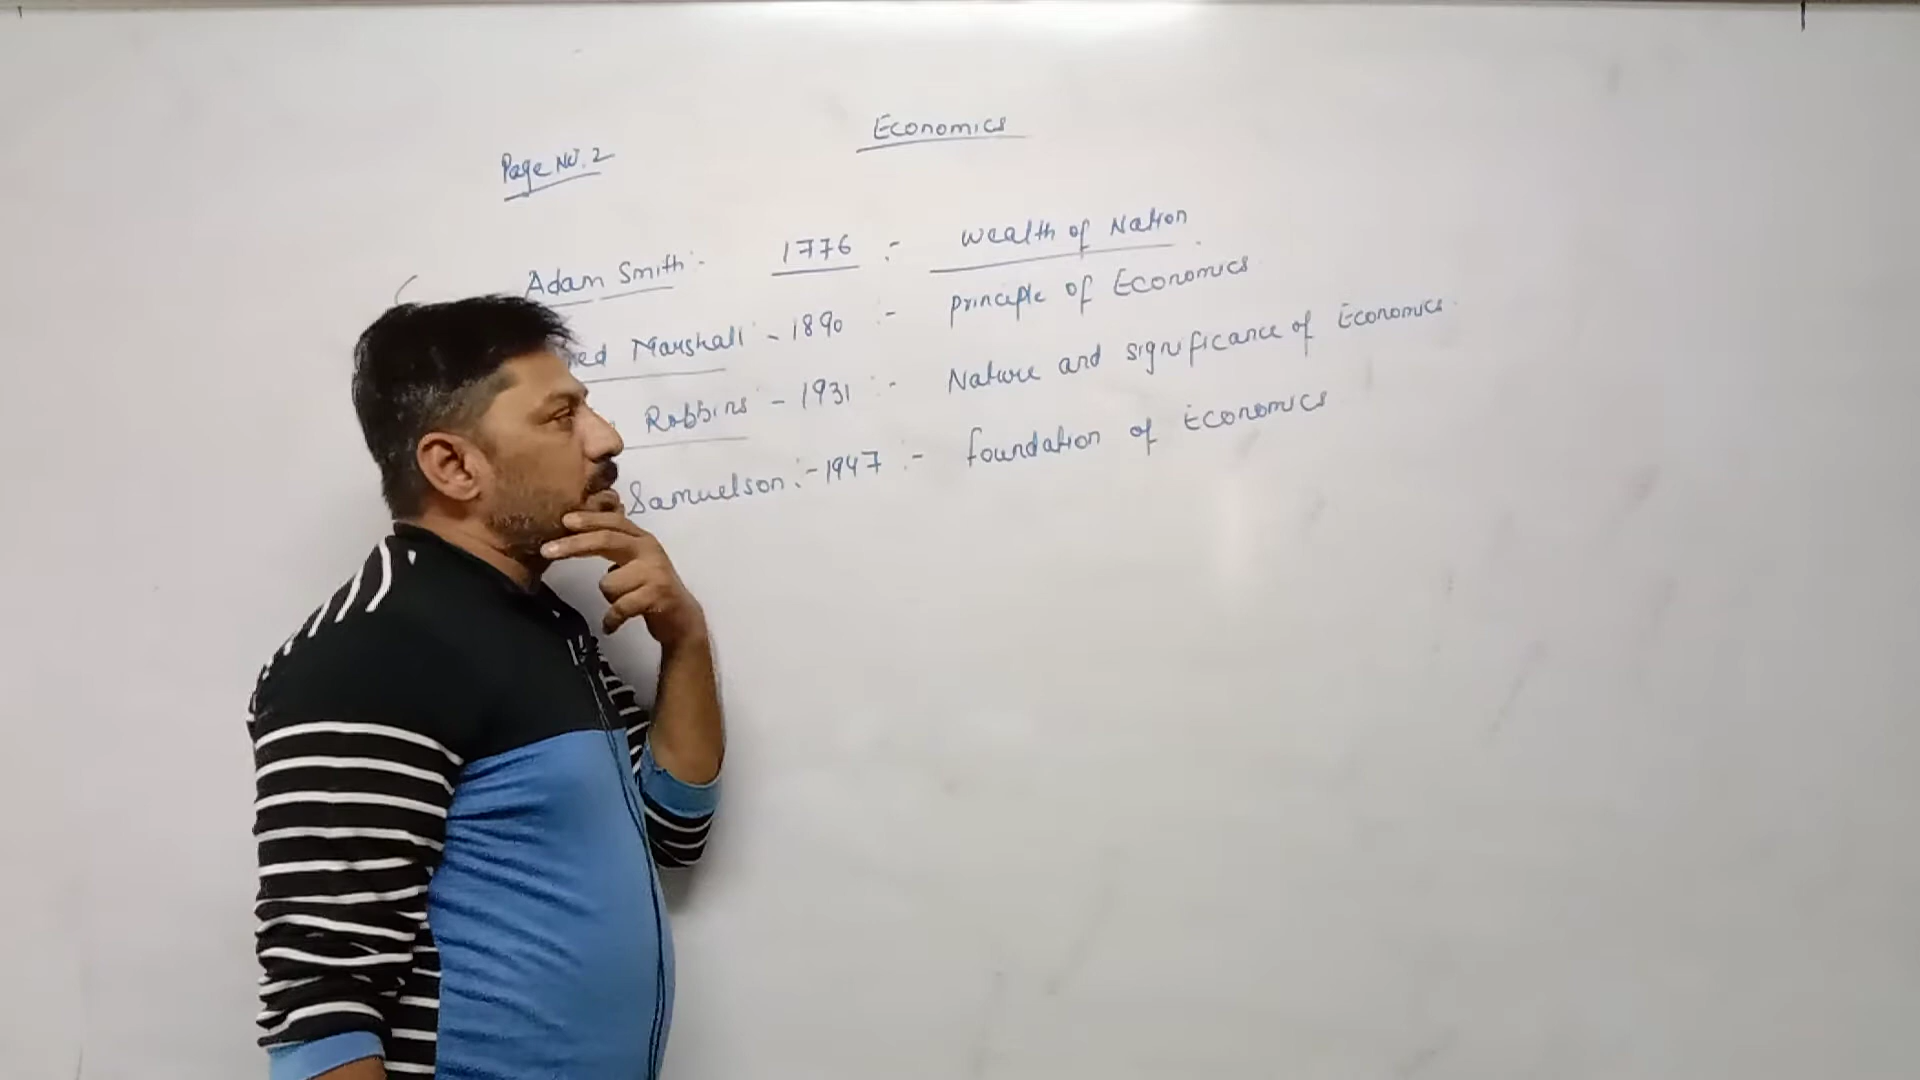 Economics
Page No. 2
Adam Smith :- 1776 :- Wealth of Nation
Marshall - 1890 :- principle of Economics
Robbins - 1931 :- Nature and significance of Economics
Samuelson :- 1947 :- foundation of Economics